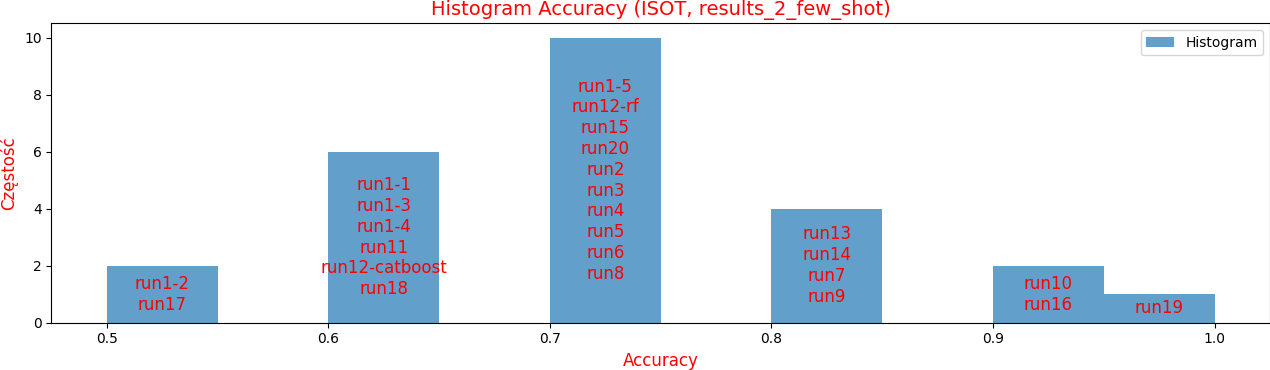 Histogram Accuracy (ISOT, results_2_few_shot)
Histogram
Częstość
10
8
6
4
2
0
run1-2
run17
run1-1
run1-3
run1-4
run11
run12-catboost
run18
run1-5
run12-rf
run15
run20
run2
run3
run4
run5
run6
run8
run13
run14
run7
run9
run10
run16
run19
0.5
0.6
0.7
0.8
0.9
1.0
Accuracy